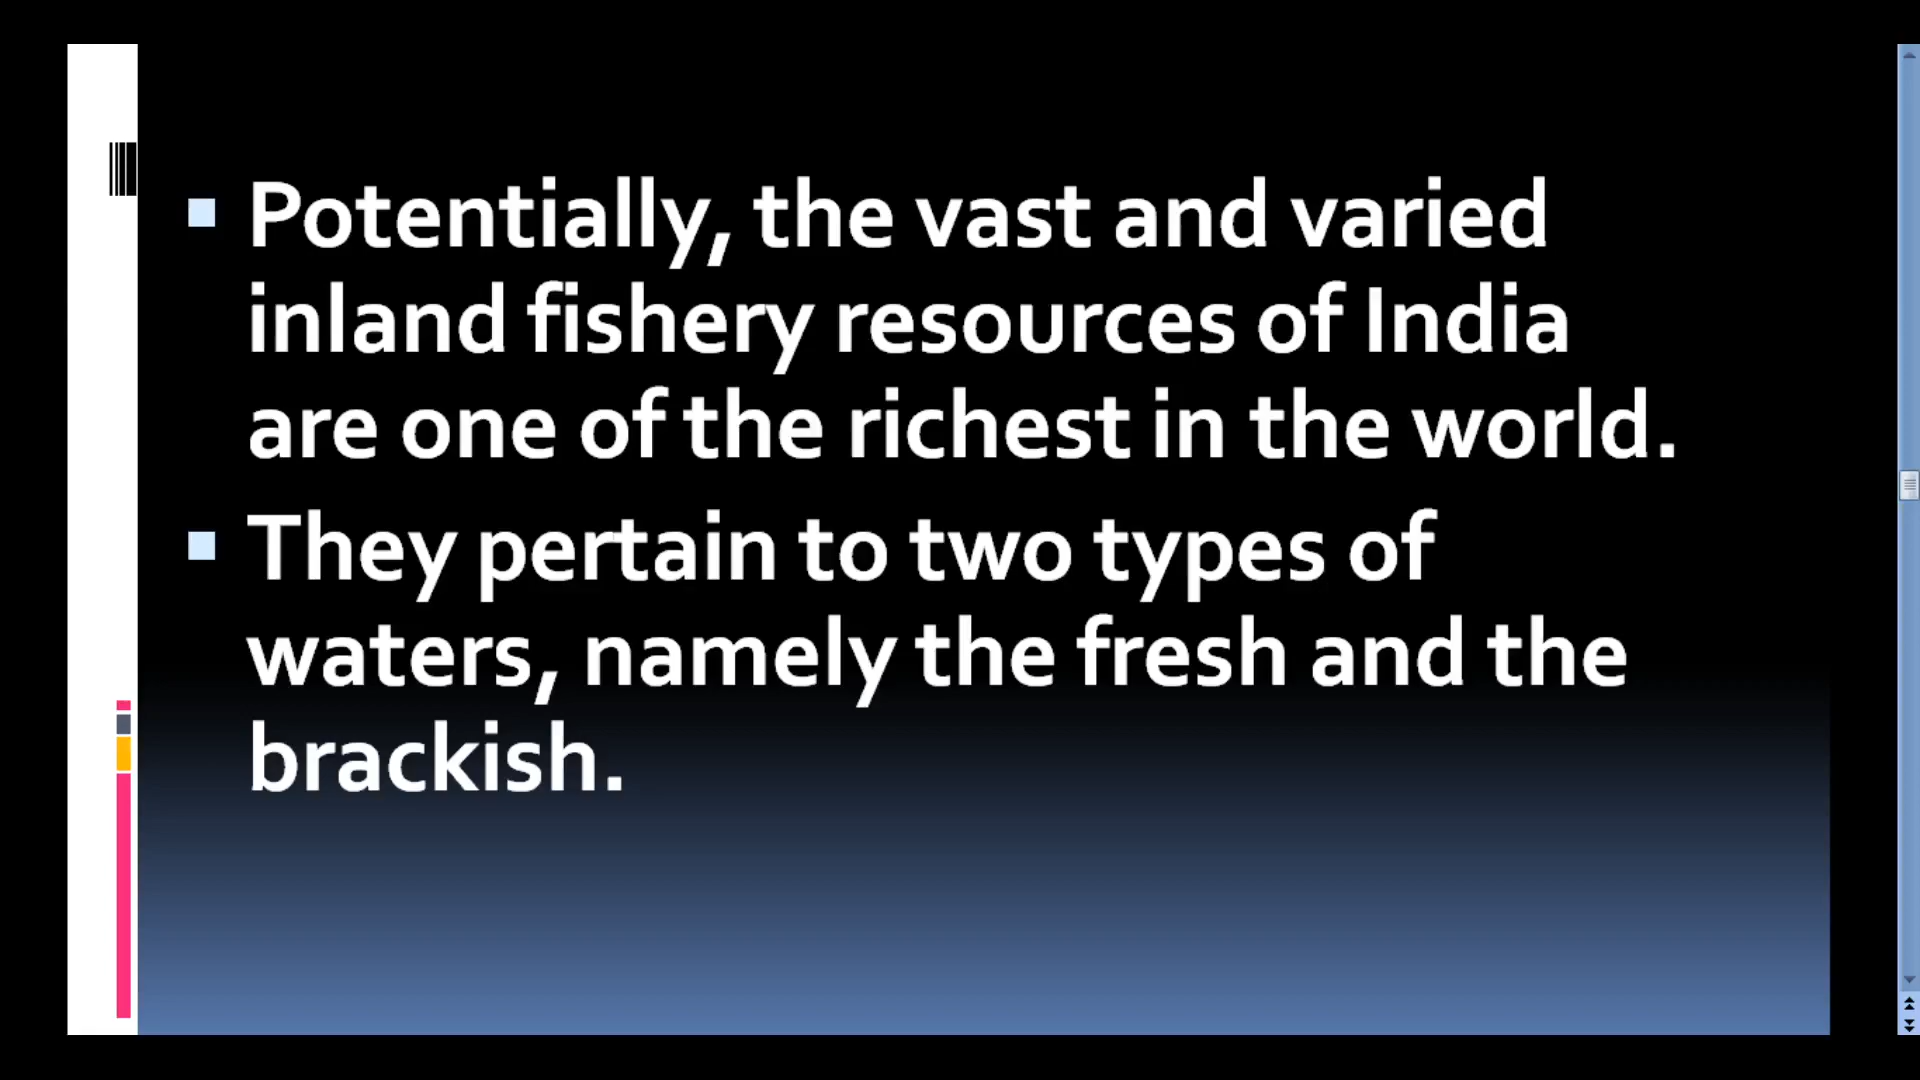 Potentially, the vast and varied
inland fishery resources of India
are one of the richest in the world.
They pertain to two types of
waters, namely the fresh and the
brackish.